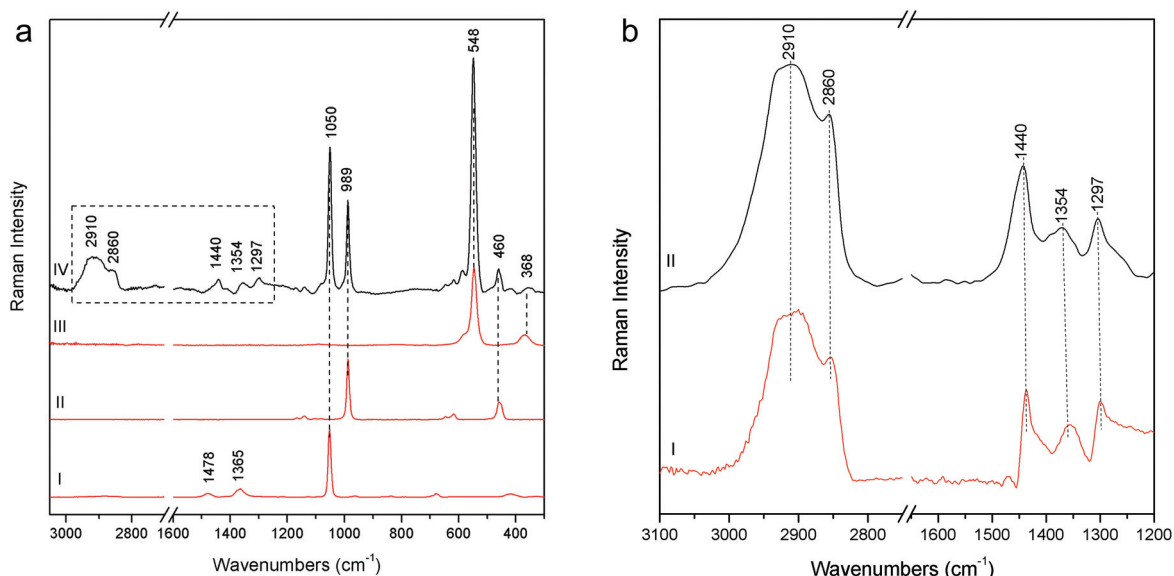 a
548
1050
989
2910
2860
1440
1354
1297
460
368
IV
III
II
I
1478
1365
Raman Intensity
3000 2800 1600 1400 1200 1000 800 600 400
Wavenumbers (cm⁻¹)
b
2910
2860
1440
1354
1297
II
I
Raman Intensity
3100 3000 2900 2800 1500 1400 1300 1200
Wavenumbers (cm⁻¹)